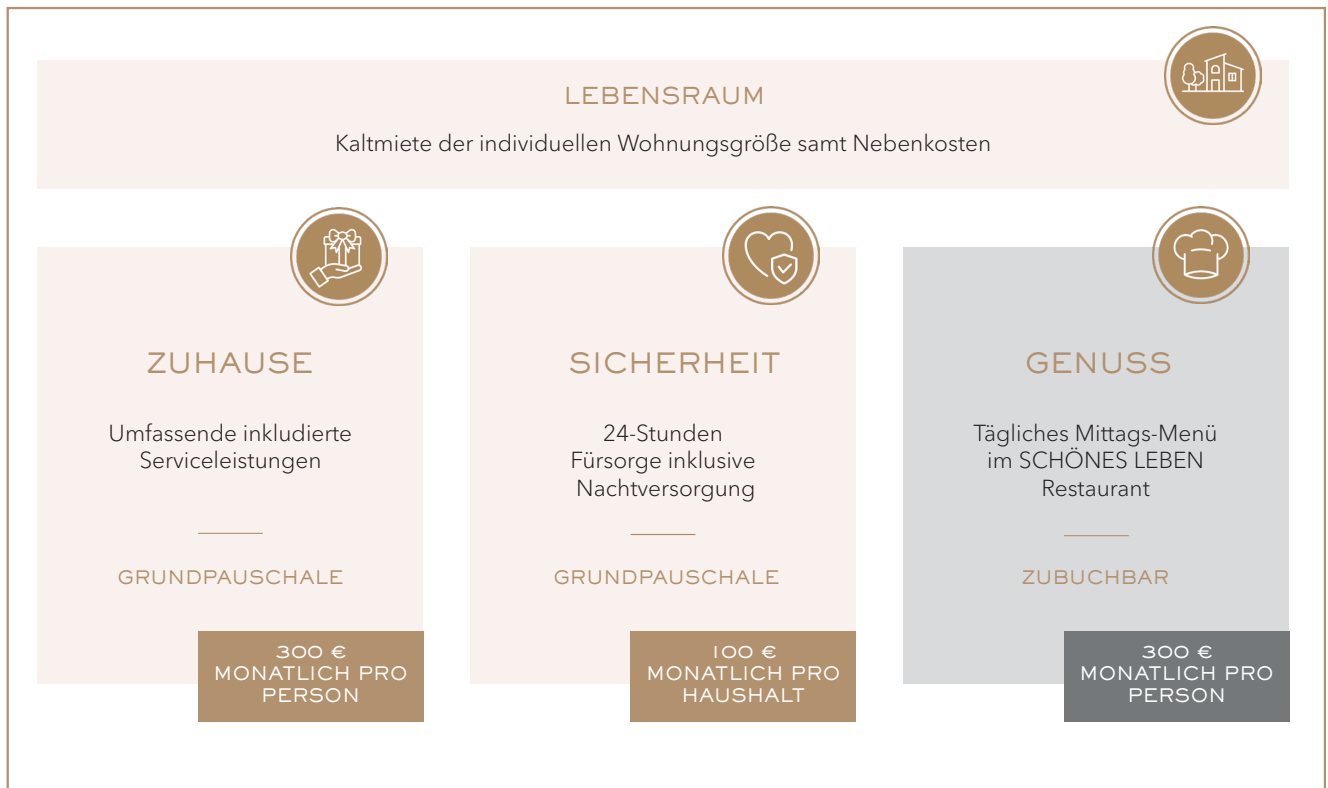 LEBENSRAUM
Kaltmiete der individuellen Wohnungsgröße samt Nebenkosten
ZUHAUSE
Umfassende inkludierte
Serviceleistungen
GRUNDPAUSCHALE
300 €
MONATLICH PRO
PERSON
SICHERHEIT
24-Stunden
Fürsorge inklusive
Nachtversorgung
GRUNDPAUSCHALE
100 €
MONATLICH PRO
HAUSHALT
GENUSS
Tägliches Mittags-Menü
im SCHÖNES LEBEN
Restaurant
ZUBUCHBAR
300 €
MONATLICH PRO
PERSON